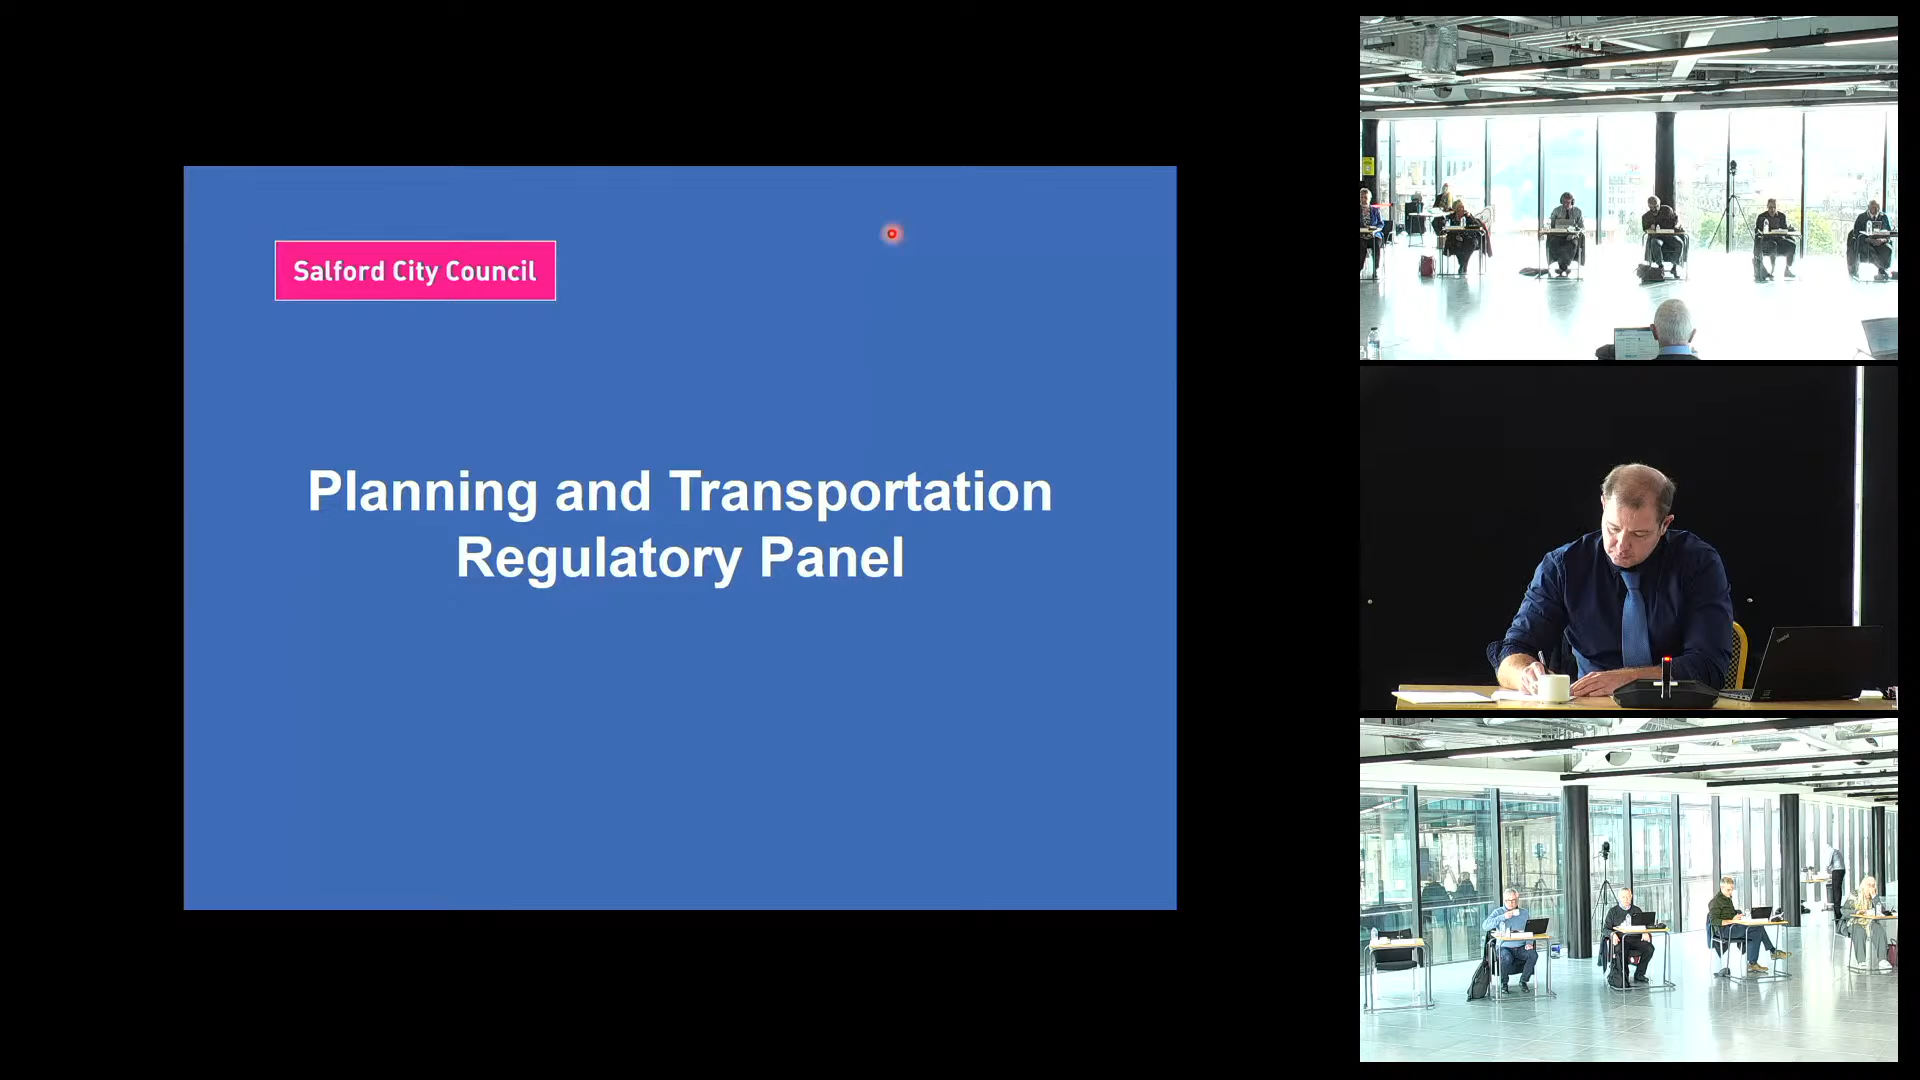 Salford City Council
Planning and Transportation
Regulatory Panel